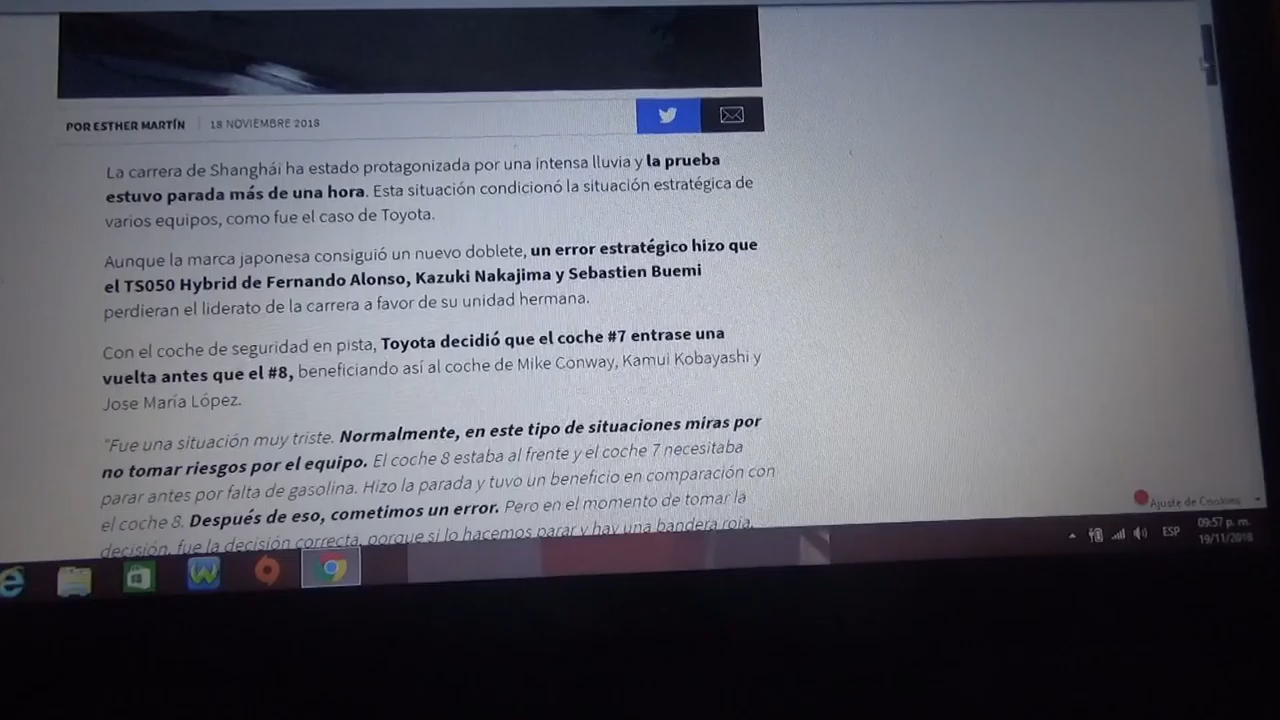 POR ESTHER MARTÍN | 18 NOVIEMBRE 2018
La carrera de Shanghái ha estado protagonizada por una intensa lluvia y la prueba
estuvo parada más de una hora. Esta situación condicionó la situación estratégica de
varios equipos, como fue el caso de Toyota.
Aunque la marca japonesa consiguió un nuevo doblete, un error estratégico hizo que
el TS050 Hybrid de Fernando Alonso, Kazuki Nakajima y Sebastien Buemi
perdieran el liderato de la carrera a favor de su unidad hermana.
Con el coche de seguridad en pista, Toyota decidió que el coche #7 entrase una
vuelta antes que el #8, beneficiando así al coche de Mike Conway, Kamui Kobayashi y
Jose María López.
"Fue una situación muy triste. Normalmente, en este tipo de situaciones miras por
no tomar riesgos por el equipo. El coche 8 estaba al frente y el coche 7 necesitaba
parar antes por falta de gasolina. Hizo la parada y tuvo un beneficio en comparación con
el coche 8. Después de eso, cometimos un error. Pero en el momento de tomar la
decisión, fue la decisión correcta, porque si lo hacemos parar y hay una bandera roja,
Ajuste de Cookies
ESP
09:57 p. m.
19/11/2018